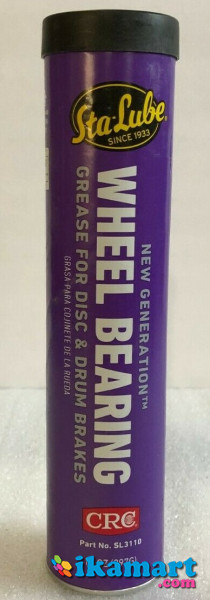 Sta-Lube®
SINCE 1933
NEW GENERATION™
WHEEL BEARING
GREASE FOR DISC & DRUM BRAKES
GRASA PARA COJINETE DE LA RUEDA
CRC®
Part No. SL3110
ikamart.com